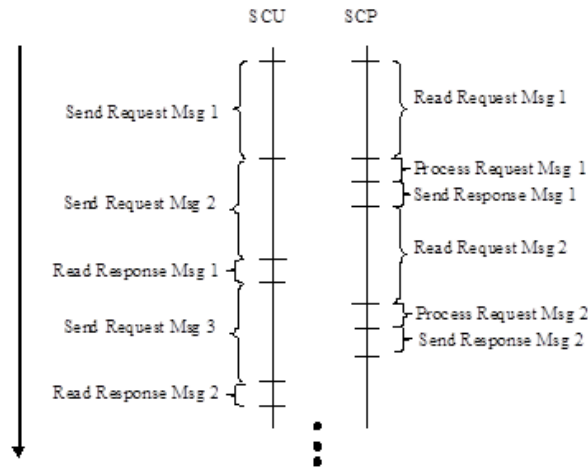 SCU SCP
Send Request Msg 1
Read Request Msg 1
Process Request Msg 1
Send Request Msg 2
Send Response Msg 1
Read Request Msg 2
Read Response Msg 1
Process Request Msg 2
Send Request Msg 3
Send Response Msg 2
Read Response Msg 2